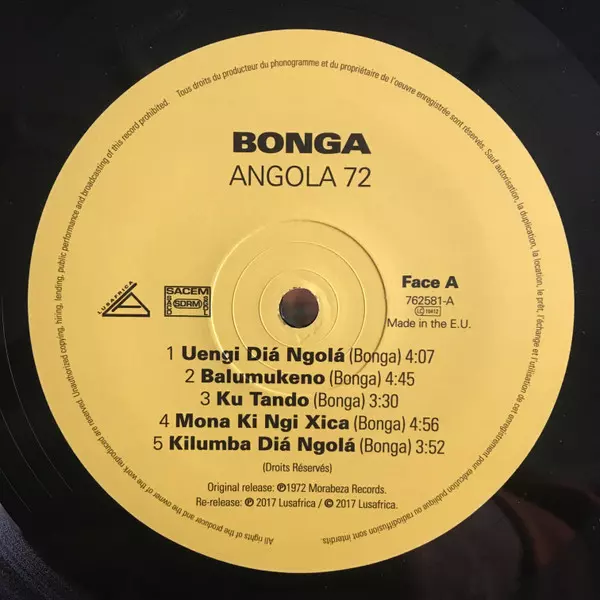 Tous droits du producteur du phonogramme et du propriétaire de l'oeuvre enregistrée sont réservés. Sauf autorisation, la duplication, la location, le prêt, l'échange et l'utilisation de cet enregistrement pour exécution publique ou radiodiffusion sont interdits.
BONGA
ANGOLA 72
LUSAFRICA
SACEM
SDRM
SACD
SGDL
Face A
762581-A
LC 15412
Made in the E.U.
1 Uengi Diá Ngolá (Bonga) 4:07
2 Balumukeno (Bonga) 4:45
3 Ku Tando (Bonga) 3:30
4 Mona Ki Ngi Xica (Bonga) 4:56
5 Kilumba Diá Ngolá (Bonga) 3:52
(Droits Réservés)
Original release: ℗1972 Morabeza Records.
Re-release: ℗ 2017 Lusafrica / © 2017 Lusafrica.
All rights of the producer and the owner of the work reproduced are reserved. Unauthorized copying, hiring, lending, public performance and broadcasting of this record prohibited.